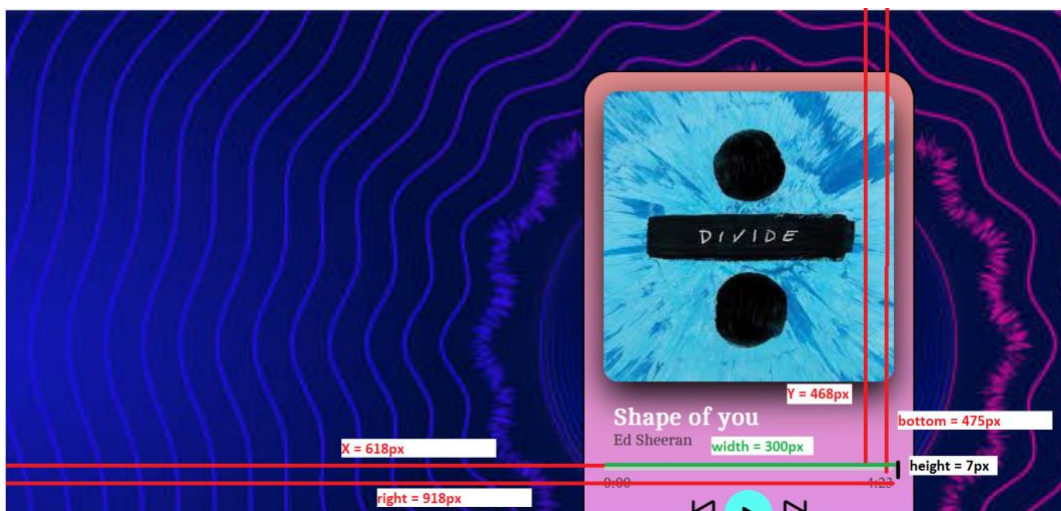 DIVIDE
Y = 468px
Shape of you
bottom = 475px
Ed Sheeran
width = 300px
X = 618px
height = 7px
0:00
4:23
right = 918px